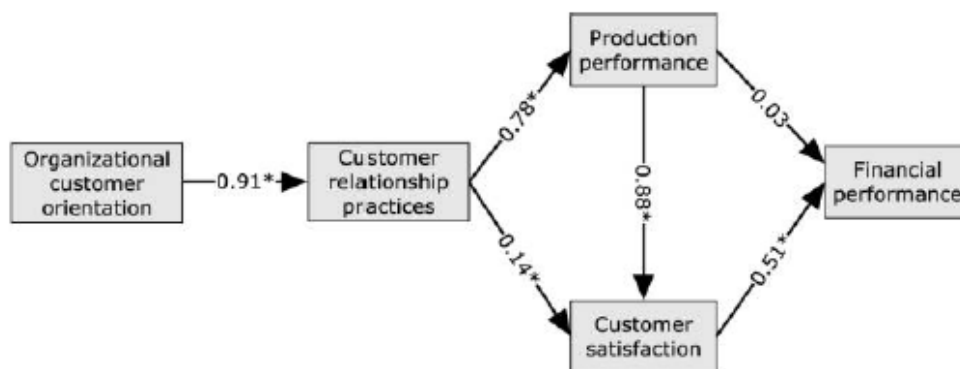 Organizational
customer
orientation
0.91*
Customer
relationship
practices
0.78*
0.14*
Production
performance
0.88*
Customer
satisfaction
0.03
0.51*
Financial
performance